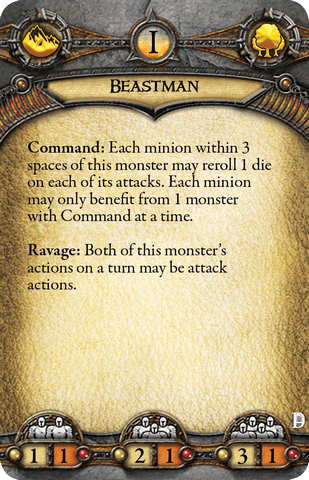 I
BEASTMAN
Command: Each minion within 3
spaces of this monster may reroll 1 die
on each of its attacks. Each minion
may only benefit from 1 monster
with Command at a time.
Ravage: Both of this monster's
actions on a turn may be attack
actions.
1 1 2 1 3 1